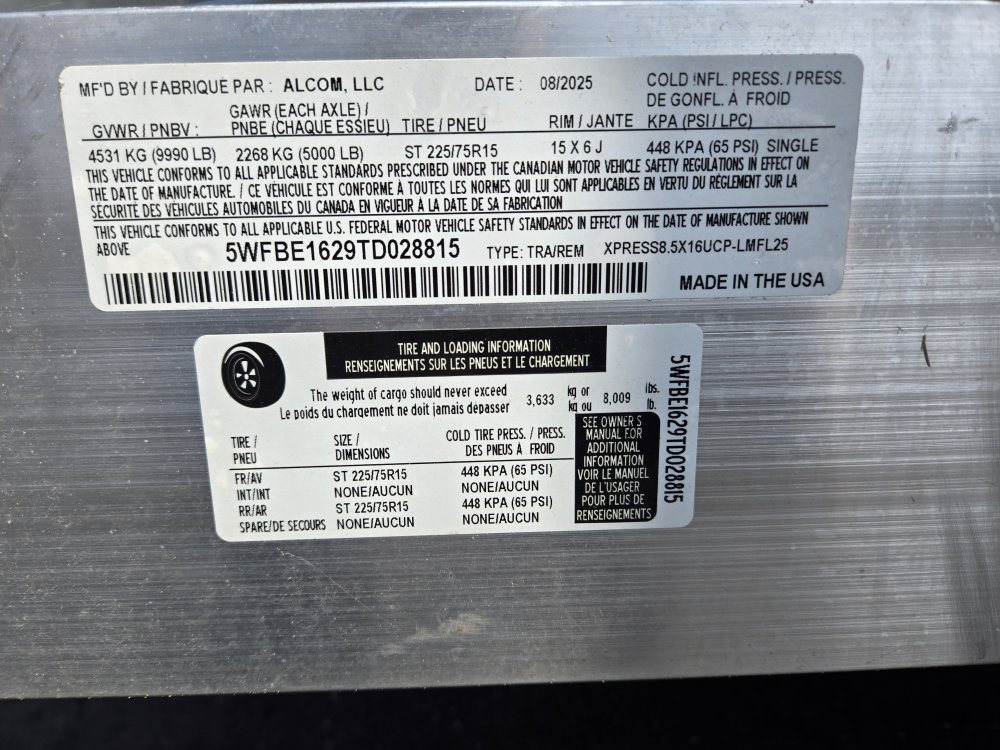 MF'D BY / FABRIQUÉ PAR : ALCOM, LLC DATE : 08/2025 COLD INFL. PRESS. / PRESS. DE GONFL. À FROID
GVWR / PNBV : GAWR (EACH AXLE) / PNBE (CHAQUE ESSIEU) TIRE / PNEU RIM / JANTE KPA (PSI / LPC)
4531 KG (9990 LB) 2268 KG (5000 LB) ST 225/75R15 15 X 6 J 448 KPA (65 PSI) SINGLE
THIS VEHICLE CONFORMS TO ALL APPLICABLE STANDARDS PRESCRIBED UNDER THE CANADIAN MOTOR VEHICLE SAFETY REGULATIONS IN EFFECT ON
THE DATE OF MANUFACTURE. / CE VÉHICULE EST CONFORME À TOUTES LES NORMES QUI LUI SONT APPLICABLES EN VERTU DU RÈGLEMENT SUR LA
SÉCURITÉ DES VÉHICULES AUTOMOBILES DU CANADA EN VIGUEUR À LA DATE DE SA FABRICATION
THIS VEHICLE CONFORMS TO ALL APPLICABLE U.S. FEDERAL MOTOR VEHICLE SAFETY STANDARDS IN EFFECT ON THE DATE OF MANUFACTURE SHOWN
ABOVE 5WFBE1629TD028815 TYPE: TRA/REM XPRESS8.5X16UCP-LMFL25
MADE IN THE USA
TIRE AND LOADING INFORMATION
RENSEIGNEMENTS SUR LES PNEUS ET LE CHARGEMENT
The weight of cargo should never exceed 3,633 kg or 8,009 lbs.
Le poids du chargement ne doit jamais dépasser kg ou lb.
TIRE / PNEU SIZE / DIMENSIONS COLD TIRE PRESS. / PRESS. DES PNEUS À FROID
FR/AV ST 225/75R15 448 KPA (65 PSI)
INT/INT NONE/AUCUN NONE/AUCUN
RR/AR ST 225/75R15 448 KPA (65 PSI)
SPARE/DE SECOURS NONE/AUCUN NONE/AUCUN
SEE OWNER'S
MANUAL FOR
ADDITIONAL
INFORMATION
VOIR LE MANUEL
DE L'USAGER
POUR PLUS DE
RENSEIGNEMENTS
5WFBE1629TD028815